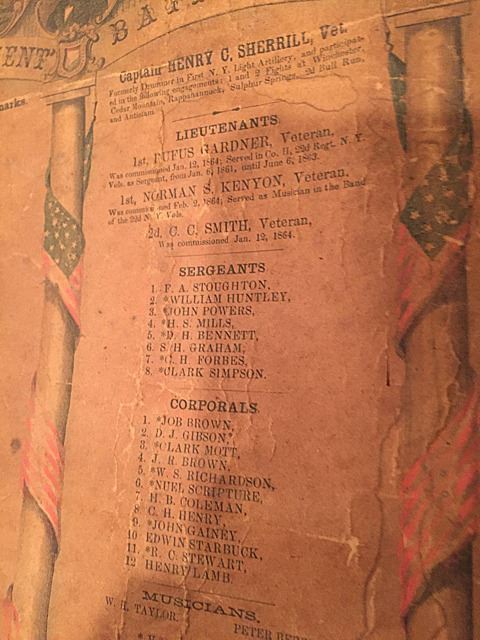 MENT BAT
marks.
Captain HENRY C. SHERRILL, Vet.
Formerly Drummer in First N. Y. Light Artillery, and participat-
ed in the following engagements: 1 and 2 Fights at Winchester,
Cedar Mountain, Rappahannock, Sulphur Springs, 2d Bull Run,
and Antietam
LIEUTENANTS.
1st, RUFUS GARDNER, Veteran,
Was commissioned Jan. 12, 1864; Served in Co. H, 22d Regt. N. Y.
Vols. as Sergeant, from Jan. 6, 1861, until June 6, 1863.
1st, NORMAN S. KENYON, Veteran,
Was commissioned Feb. 2, 1864; Served as Musician in the Band
of the 22d N. Y. Vols.
2d. C. C. SMITH, Veteran,
Was commissioned Jan. 12, 1864.
SERGEANTS
1. F. A. STOUGHTON,
2. *WILLIAM HUNTLEY,
3. *JOHN POWERS,
4. *H. S. MILLS,
5. *D. H. BENNETT,
6. S. H. GRAHAM,
7. *C. H. FORBES,
8. *CLARK SIMPSON.
CORPORALS.
1. *JOB BROWN,
2. D. J. GIBSON,*
3. *CLARK MOTT,
4. J. R. BROWN,
5. *W. S. RICHARDSON,
6. *NUEL SCRIPTURE,
7. H. B. COLEMAN,
8 C. H. HENRY,
9. *JOHN GAINEY,
10 EDWIN STARBUCK,
11. *R. C. STEWART,
12 HENRY LAMB.
MUSICIANS.
W. H. TAYLOR. PETER